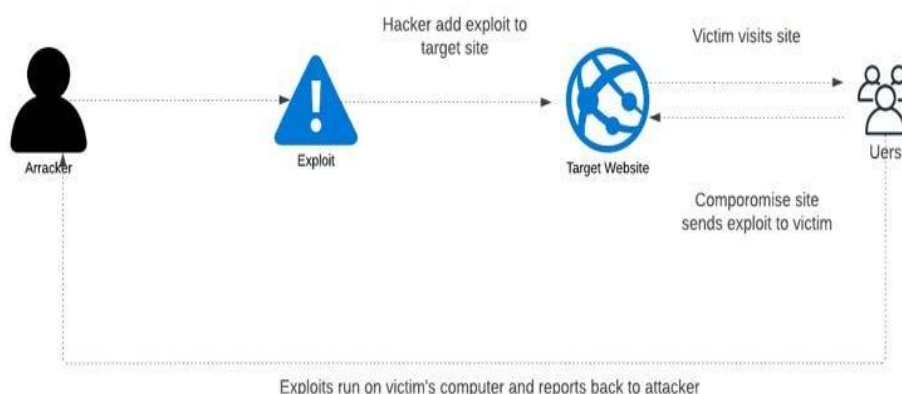 Hacker add exploit to
target site
Victim visits site
Arracker
Exploit
Target Website
Uers
Comporomise site
sends exploit to victim
Exploits run on victim's computer and reports back to attacker